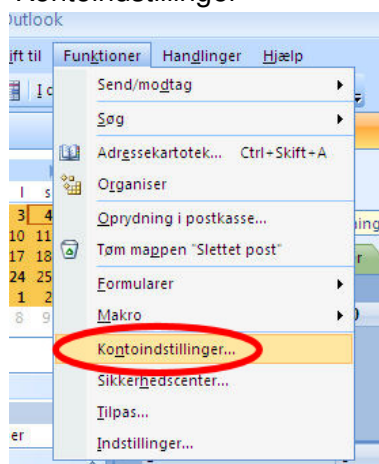 Kontoindstillinger
Outlook
ift til Funktioner Handlinger Hjælp
Send/modtag
Søg
Adressekartotek... Ctrl+Skift+A
l s Organiser
3 4 Oprydning i postkasse...
10 11
17 18 Tøm mappen "Slettet post"
24 25 Formularer
1 2
8 9 Makro
Kontoindstillinger...
Sikkerhedscenter...
Tilpas...
er Indstillinger...